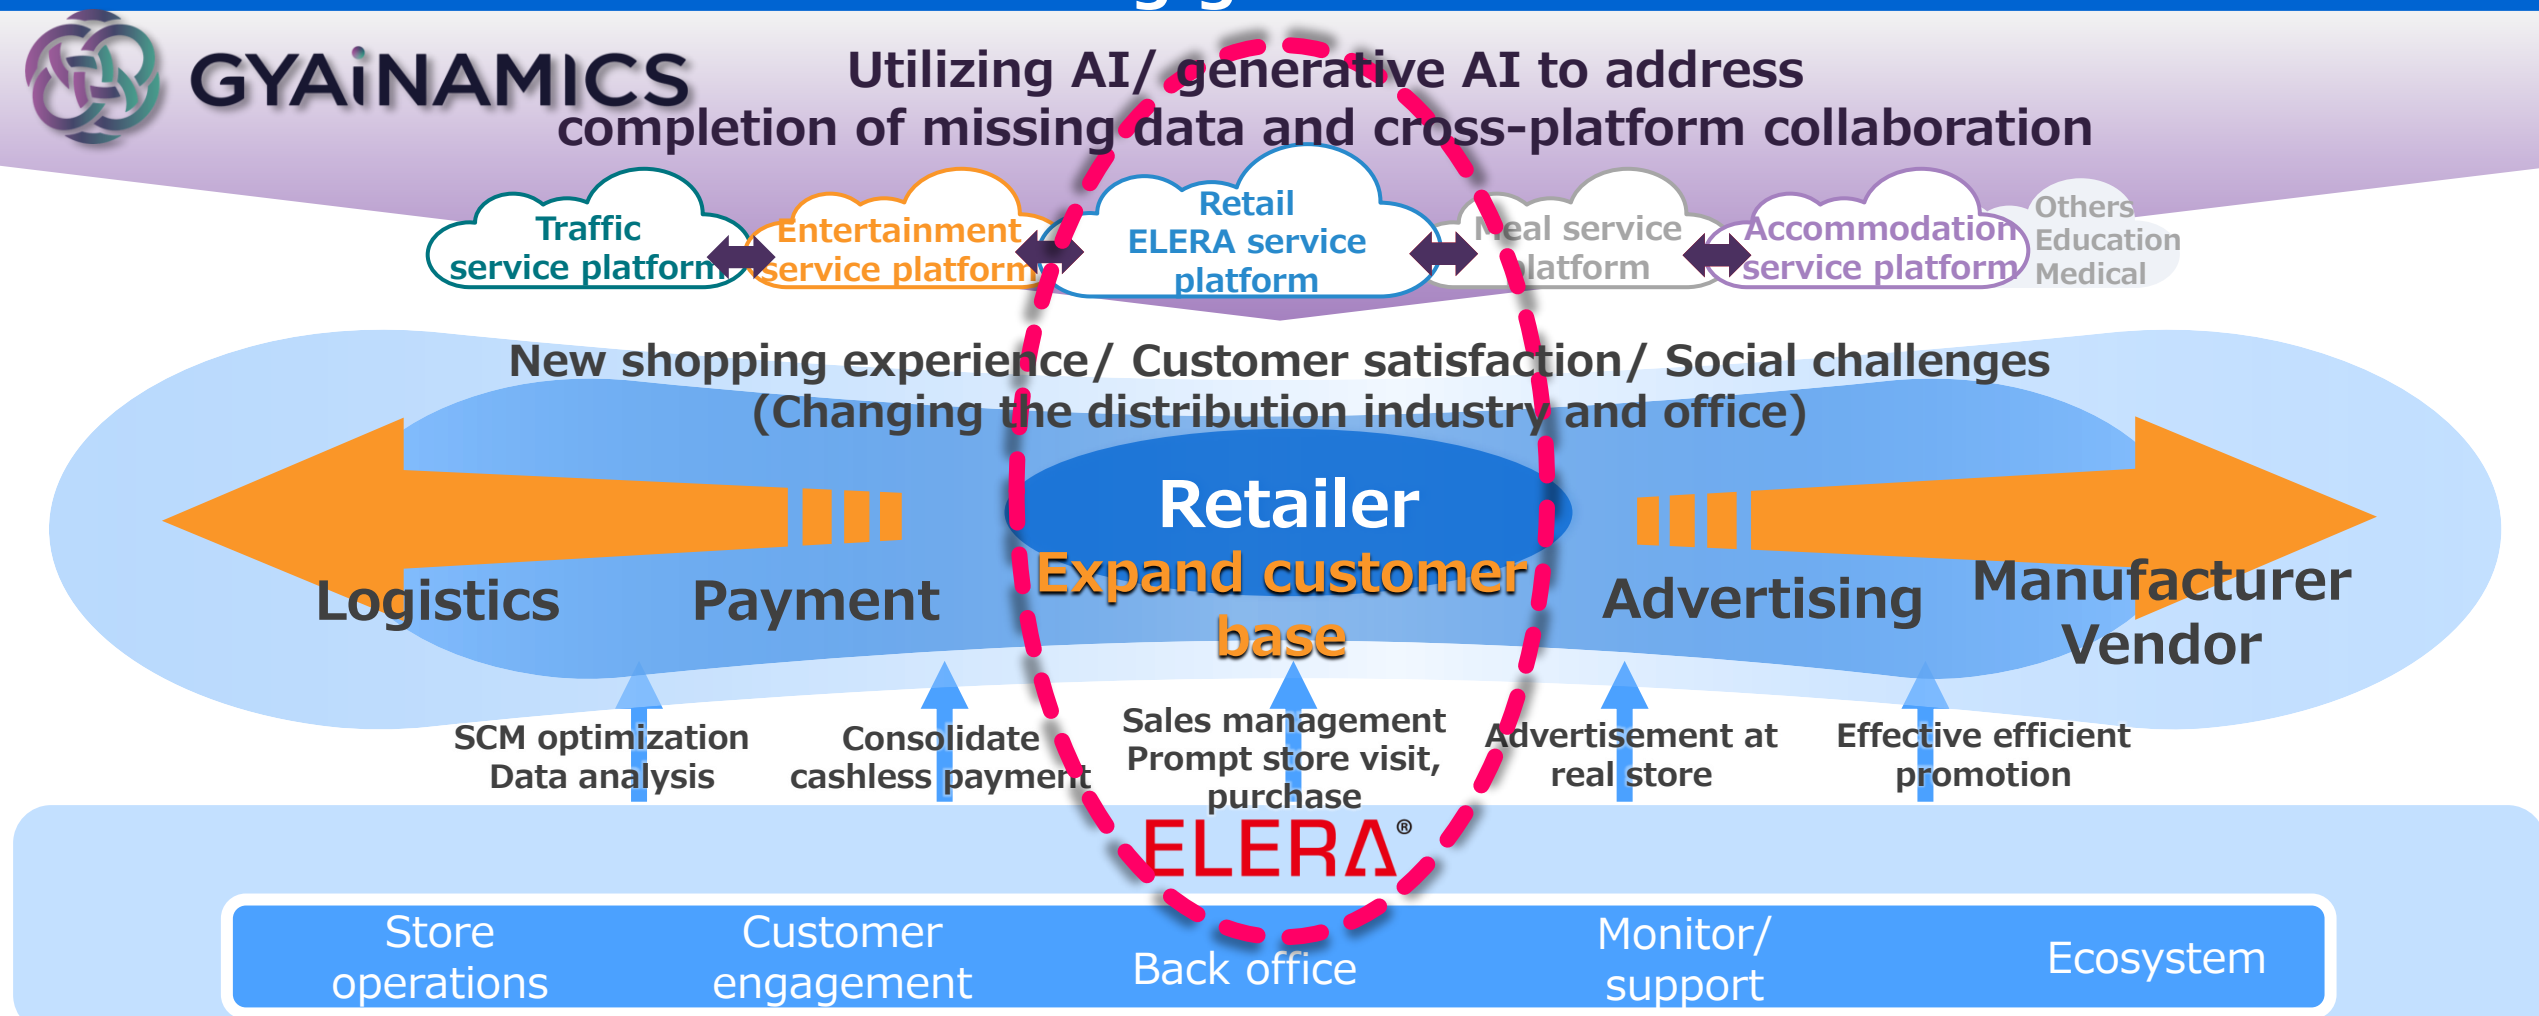 GYAiNAMICS
Utilizing AI/ generative AI to address
completion of missing data and cross-platform collaboration
Traffic
service platform
Entertainment
service platform
Retail
ELERA service
platform
Meal service
platform
Accommodation
service platform
Others
Education
Medical
New shopping experience/ Customer satisfaction/ Social challenges
(Changing the distribution industry and office)
Retailer
Expand customer
base
Logistics
Payment
Advertising
Manufacturer
Vendor
SCM optimization
Data analysis
Consolidate
cashless payment
Sales management
Prompt store visit,
purchase
Advertisement at
real store
Effective efficient
promotion
ELERA®
Store
operations
Customer
engagement
Back office
Monitor/
support
Ecosystem